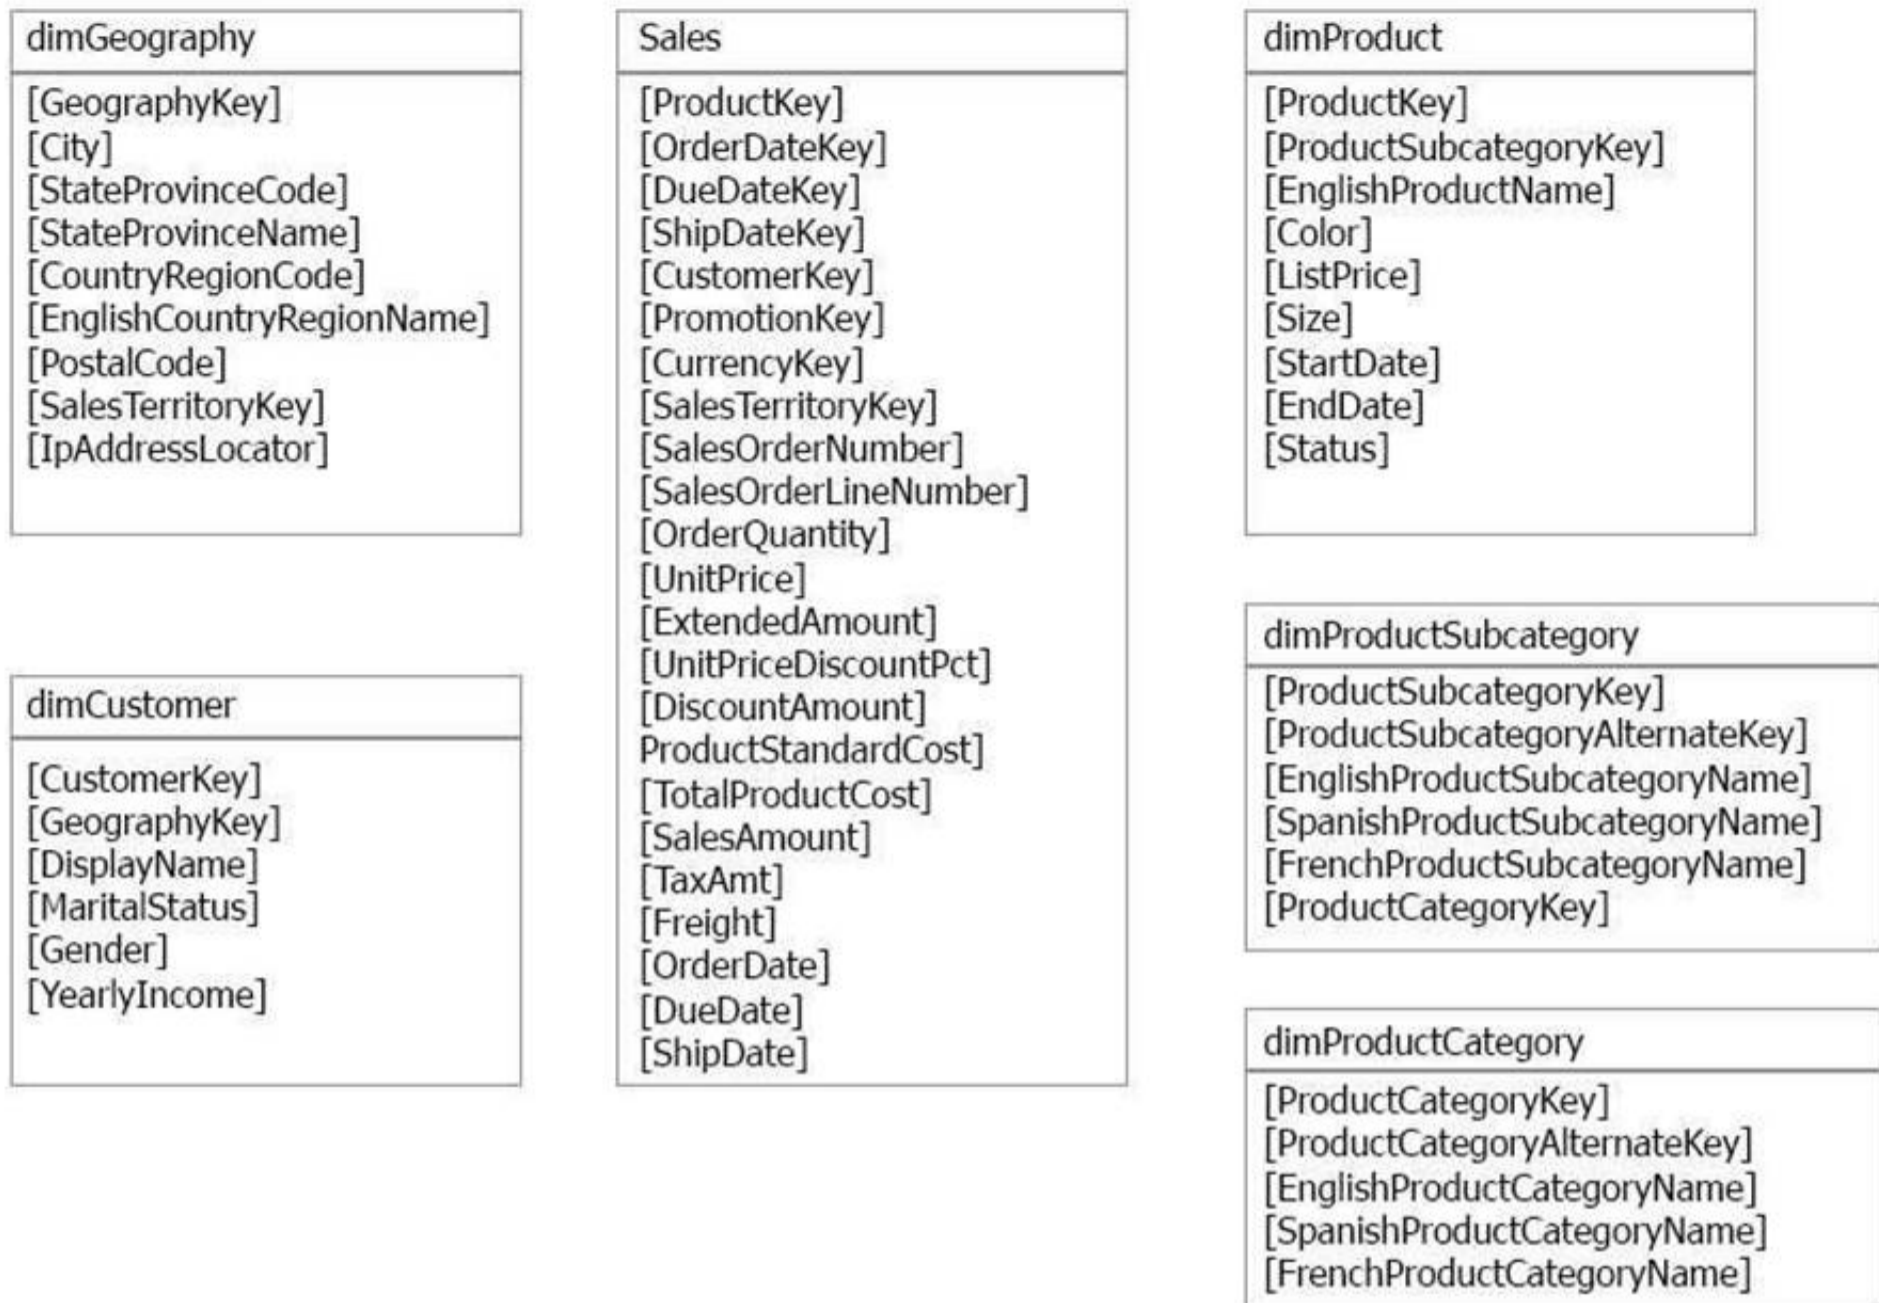 dimGeography
[GeographyKey]
[City]
[StateProvinceCode]
[StateProvinceName]
[CountryRegionCode]
[EnglishCountryRegionName]
[PostalCode]
[SalesTerritoryKey]
[IpAddressLocator]
dimCustomer
[CustomerKey]
[GeographyKey]
[DisplayName]
[MaritalStatus]
[Gender]
[YearlyIncome]
Sales
[ProductKey]
[OrderDateKey]
[DueDateKey]
[ShipDateKey]
[CustomerKey]
[PromotionKey]
[CurrencyKey]
[SalesTerritoryKey]
[SalesOrderNumber]
[SalesOrderLineNumber]
[OrderQuantity]
[UnitPrice]
[ExtendedAmount]
[UnitPriceDiscountPct]
[DiscountAmount]
ProductStandardCost]
[TotalProductCost]
[SalesAmount]
[TaxAmt]
[Freight]
[OrderDate]
[DueDate]
[ShipDate]
dimProduct
[ProductKey]
[ProductSubcategoryKey]
[EnglishProductName]
[Color]
[ListPrice]
[Size]
[StartDate]
[EndDate]
[Status]
dimProductSubcategory
[ProductSubcategoryKey]
[ProductSubcategoryAlternateKey]
[EnglishProductSubcategoryName]
[SpanishProductSubcategoryName]
[FrenchProductSubcategoryName]
[ProductCategoryKey]
dimProductCategory
[ProductCategoryKey]
[ProductCategoryAlternateKey]
[EnglishProductCategoryName]
[SpanishProductCategoryName]
[FrenchProductCategoryName]